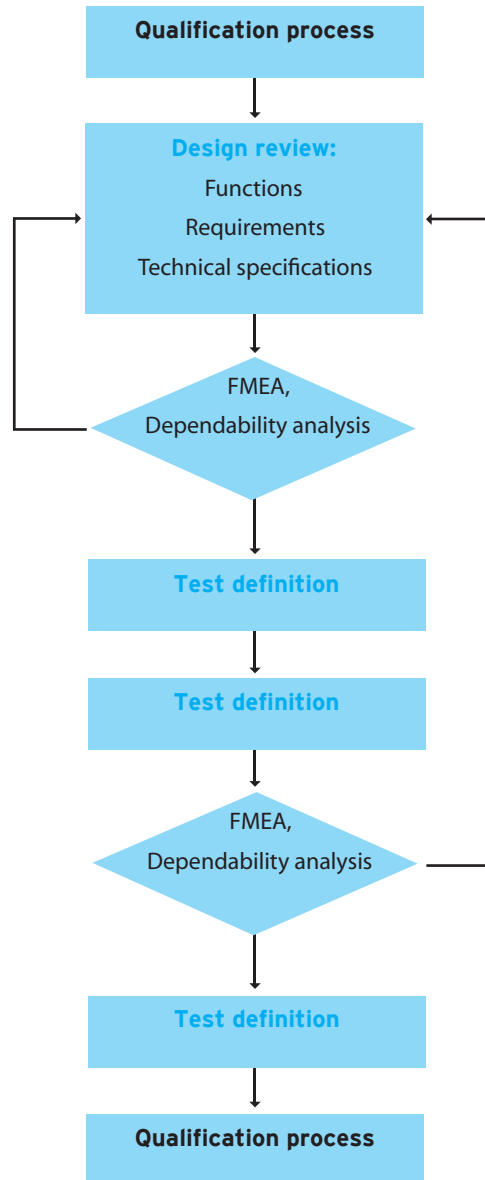 Qualification process
Design review:
Functions
Requirements
Technical specifications
FMEA,
Dependability analysis
Test definition
Test definition
FMEA,
Dependability analysis
Test definition
Qualification process